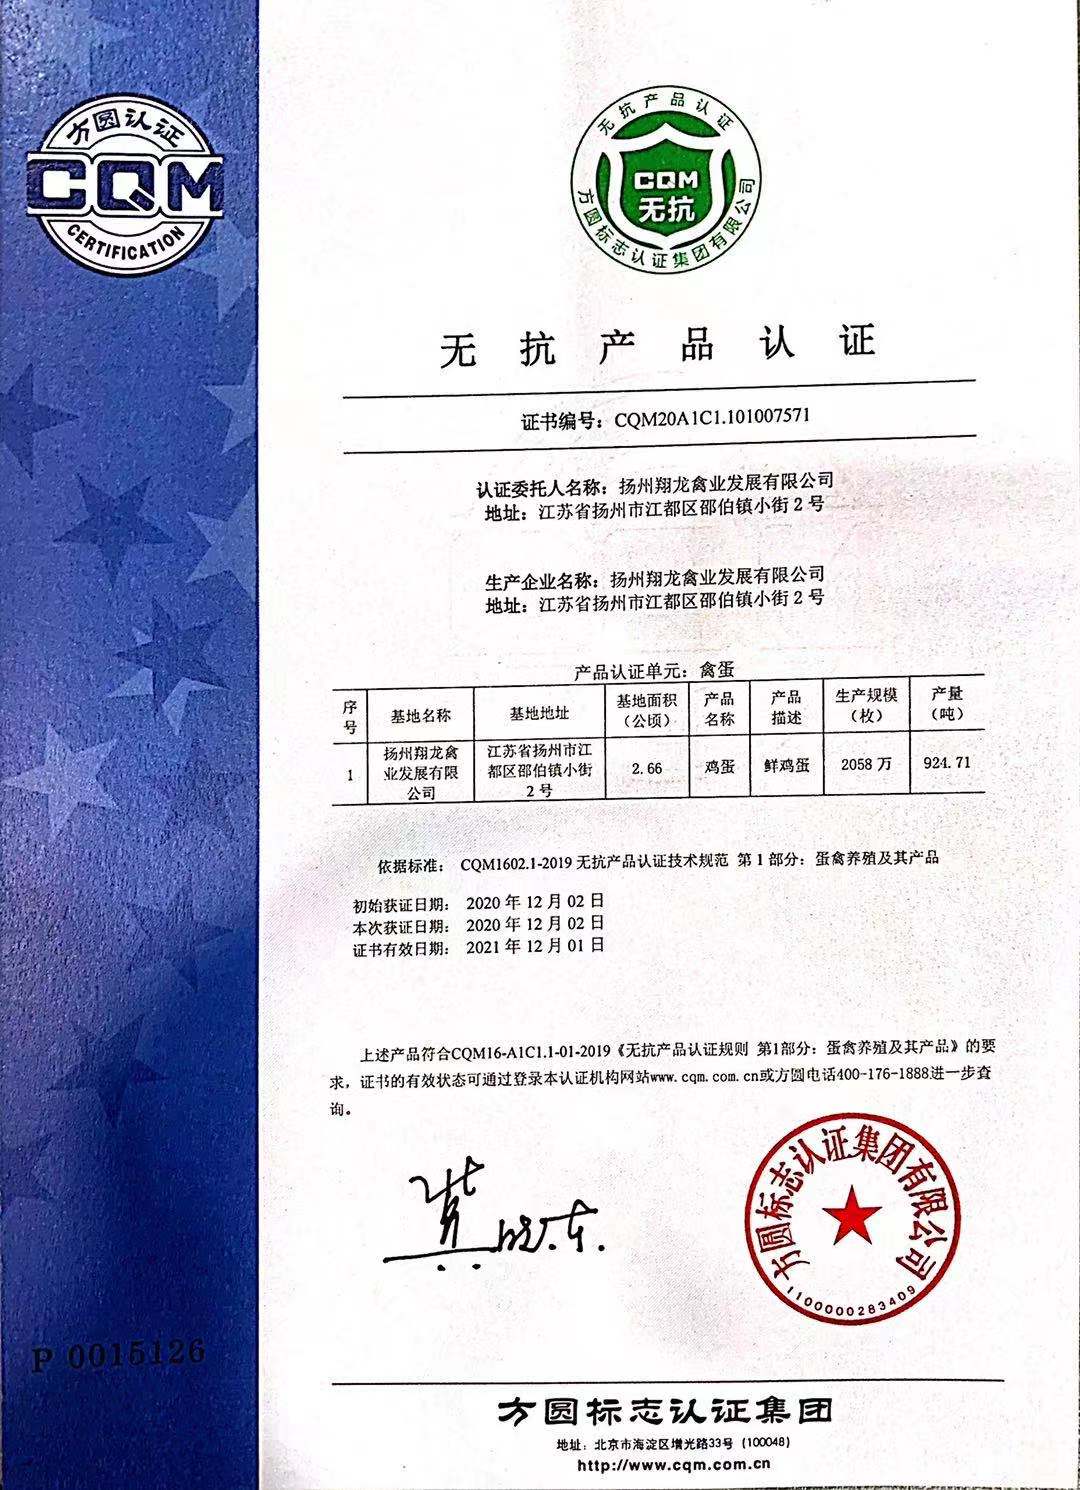 方圆认证
CQM
CERTIFICATION
无抗产品认证
CQM
无抗
方圆标志认证集团有限公司
无抗产品认证
证书编号：CQM20A1C1.101007571
认证委托人名称：扬州翔龙禽业发展有限公司
地址：江苏省扬州市江都区邵伯镇小街2号
生产企业名称：扬州翔龙禽业发展有限公司
地址：江苏省扬州市江都区邵伯镇小街2号
产品认证单元：禽蛋
序号 基地名称 基地地址 基地面积（公顷） 产品名称 产品描述 生产规模（枚） 产量（吨）
1 扬州翔龙禽业发展有限公司 江苏省扬州市江都区邵伯镇小街2号 2.66 鸡蛋 鲜鸡蛋 2058万 924.71
依据标准： CQM1602.1-2019 无抗产品认证技术规范 第1部分：蛋禽养殖及其产品
初始获证日期： 2020年12月02日
本次获证日期： 2020年12月02日
证书有效日期： 2021年12月01日
上述产品符合CQM16-A1C1.1-01-2019《无抗产品认证规则 第1部分：蛋禽养殖及其产品》的要
求，证书的有效状态可通过登录本认证机构网站www.cqm.com.cn或方圆电话400-176-1888进一步查
询。
方圆标志认证集团有限公司
1100000283409
P 0015126
方圆标志认证集团
地址：北京市海淀区增光路33号 (100048)
http://www.cqm.com.cn